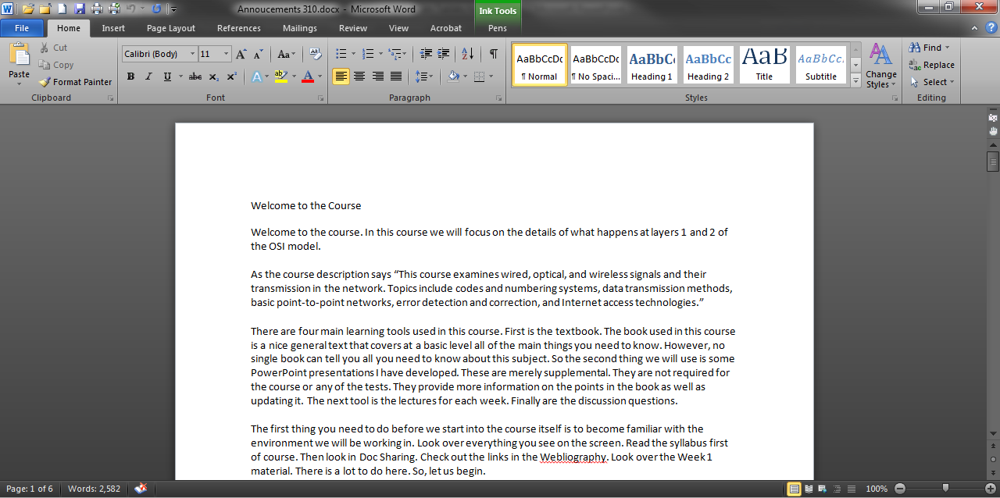 Annoucements 310.docx - Microsoft Word
Ink Tools
File Home Insert Page Layout References Mailings Review View Acrobat Pens
Paste
Cut
Copy
Format Painter
Clipboard
Calibri (Body) 11
Font
Paragraph
AaBbCcDc AaBbCcDc AaBbCc AaBbCc AaB AaBbCc.
¶ Normal ¶ No Spaci... Heading 1 Heading 2 Title Subtitle
Change
Styles
Styles
Find
Replace
Select
Editing
Welcome to the Course
Welcome to the course. In this course we will focus on the details of what happens at layers 1 and 2 of
the OSI model.
As the course description says “This course examines wired, optical, and wireless signals and their
transmission in the network. Topics include codes and numbering systems, data transmission methods,
basic point-to-point networks, error detection and correction, and Internet access technologies.”
There are four main learning tools used in this course. First is the textbook. The book used in this course
is a nice general text that covers at a basic level all of the main things you need to know. However, no
single book can tell you all you need to know about this subject. So the second thing we will use is some
PowerPoint presentations I have developed. These are merely supplemental. They are not required for
the course or any of the tests. They provide more information on the points in the book as well as
updating it. The next tool is the lectures for each week. Finally are the discussion questions.
The first thing you need to do before we start into the course itself is to become familiar with the
environment we will be working in. Look over everything you see on the screen. Read the syllabus first
of course. Then look in Doc Sharing. Check out the links in the Webliography. Look over the Week 1
material. There is a lot to do here. So, let us begin.
Page: 1 of 6 Words: 2,582 100%